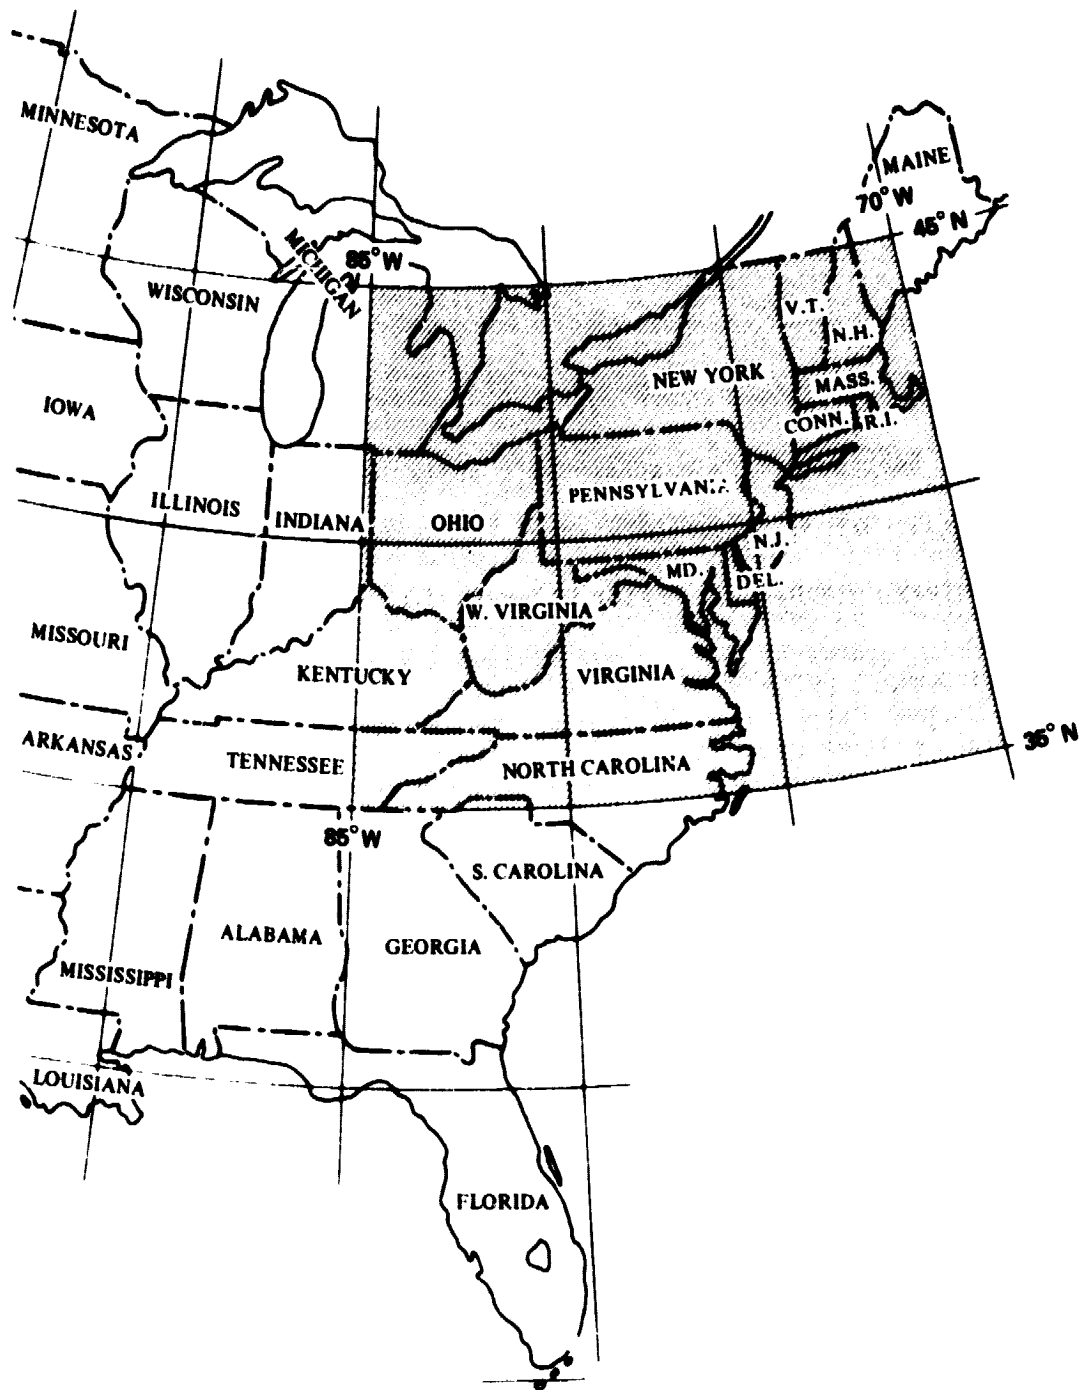 MINNESOTA
MAINE
70° W
45° N
MICHIGAN
85° W
WISCONSIN
V.T.
N.H.
NEW YORK
MASS.
IOWA
CONN.
R.I.
ILLINOIS
INDIANA
OHIO
N.J.
MD.
DEL.
W. VIRGINIA
MISSOURI
KENTUCKY
VIRGINIA
35° N
ARKANSAS
TENNESSEE
NORTH CAROLINA
85° W
S. CAROLINA
ALABAMA
GEORGIA
MISSISSIPPI
LOUISIANA
FLORIDA